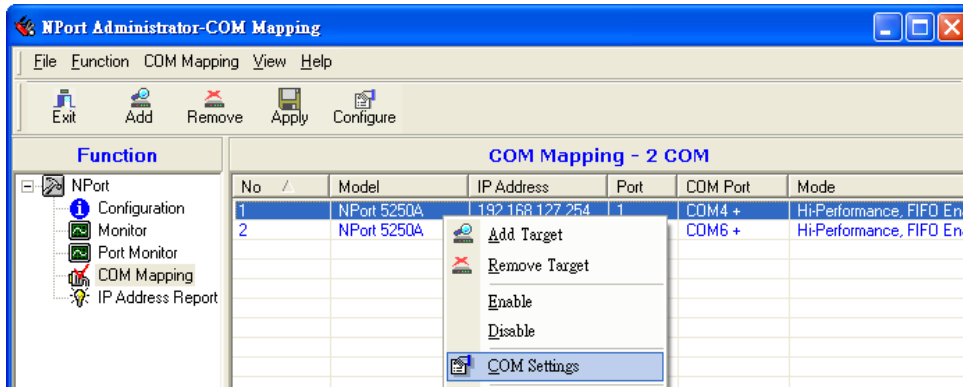 NPort Administrator-COM Mapping
File Function COM Mapping View Help
Exit Add Remove Apply Configure
Function
COM Mapping - 2 COM
NPort
Configuration
Monitor
Port Monitor
COM Mapping
IP Address Report
No Model IP Address Port COM Port Mode
1 NPort 5250A 192.168.127.254 1 COM4 + Hi-Performance, FIFO En
2 NPort 5250A COM6 + Hi-Performance, FIFO En
Add Target
Remove Target
Enable
Disable
COM Settings